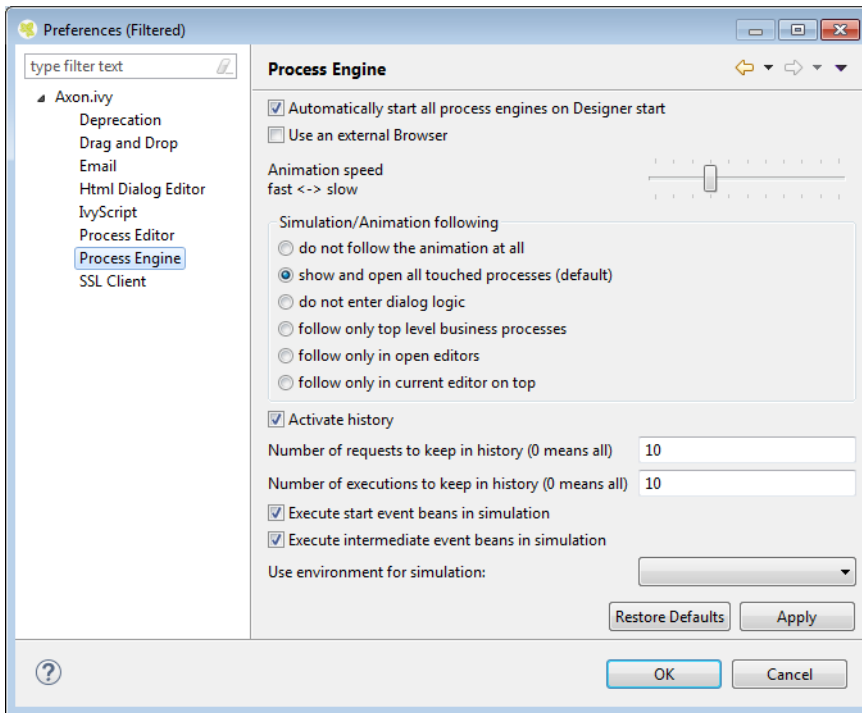 Preferences (Filtered)
type filter text
Axon.ivy
Deprecation
Drag and Drop
Email
Html Dialog Editor
IvyScript
Process Editor
Process Engine
SSL Client
Process Engine
Automatically start all process engines on Designer start
Use an external Browser
Animation speed
fast <-> slow
Simulation/Animation following
do not follow the animation at all
show and open all touched processes (default)
do not enter dialog logic
follow only top level business processes
follow only in open editors
follow only in current editor on top
Activate history
Number of requests to keep in history (0 means all) 10
Number of executions to keep in history (0 means all) 10
Execute start event beans in simulation
Execute intermediate event beans in simulation
Use environment for simulation:
Restore Defaults Apply
? OK Cancel